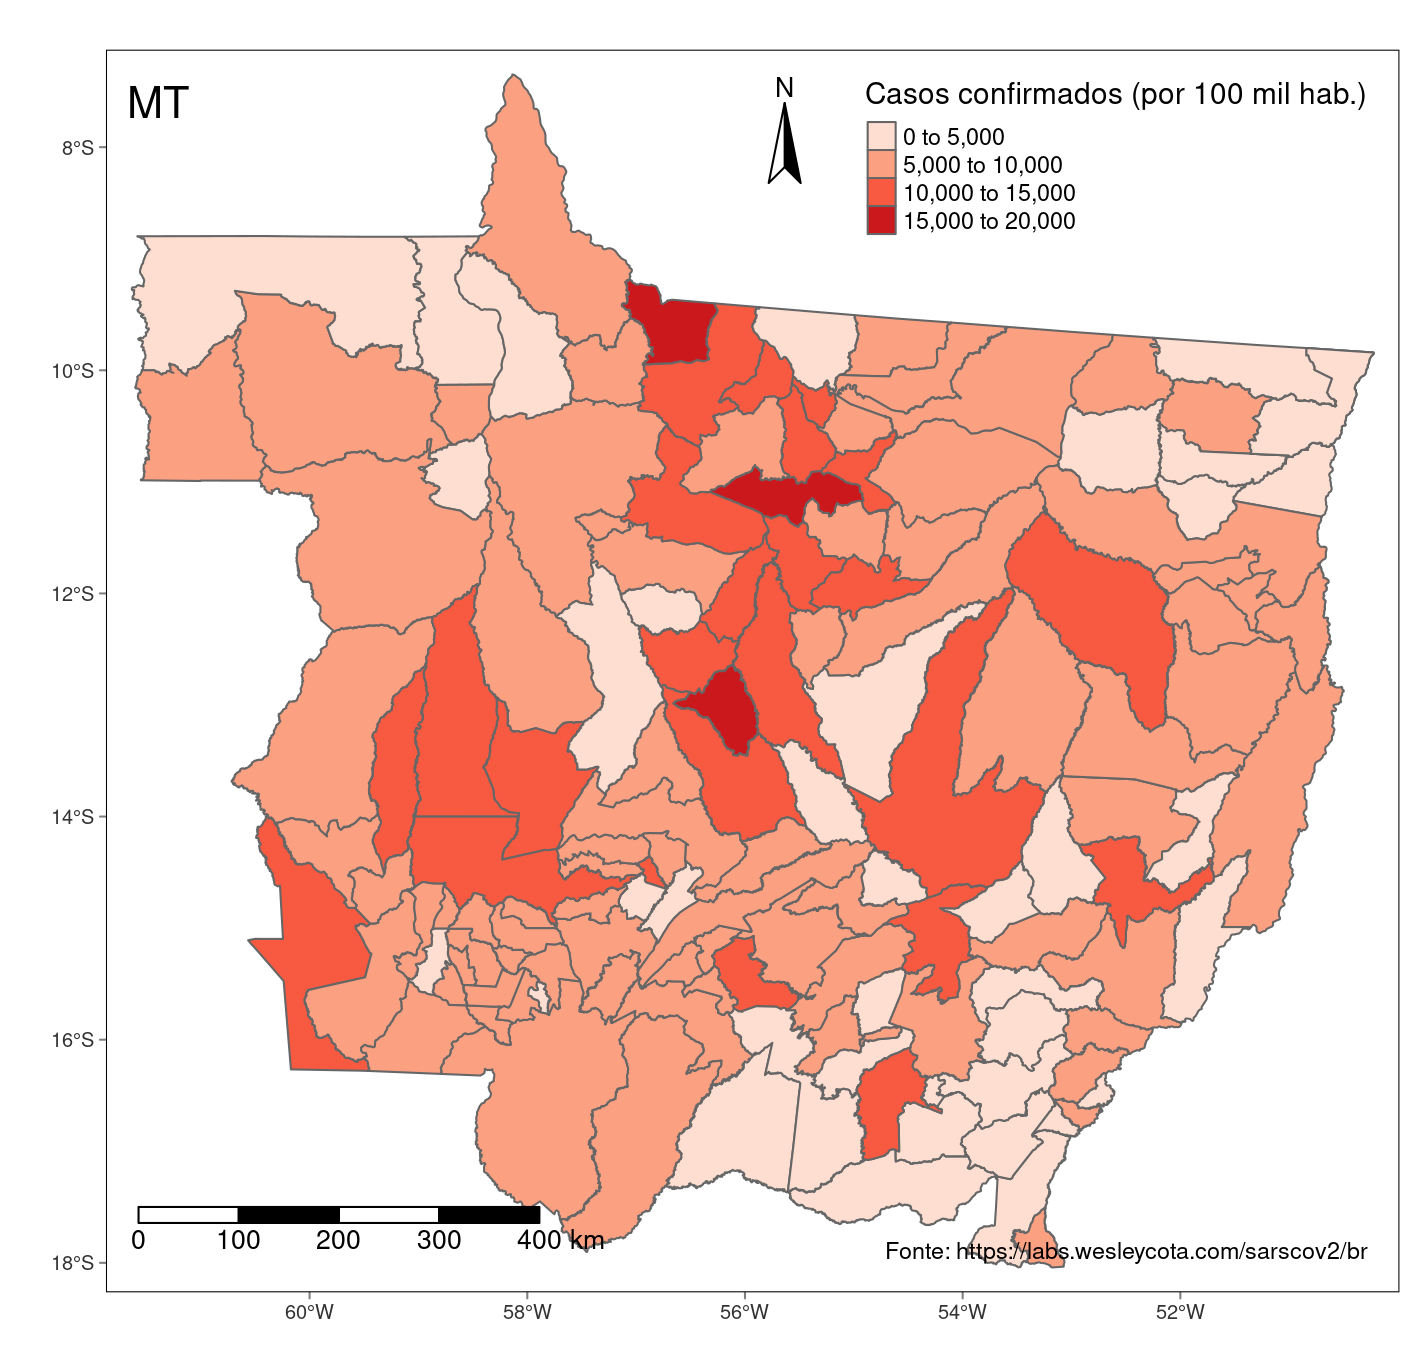 MT
N
Casos confirmados (por 100 mil hab.)
0 to 5,000
5,000 to 10,000
10,000 to 15,000
15,000 to 20,000
8°S
10°S
12°S
14°S
16°S
18°S
0 100 200 300 400 km
Fonte: https://labs.wesleycota.com/sarscov2/br
60°W 58°W 56°W 54°W 52°W